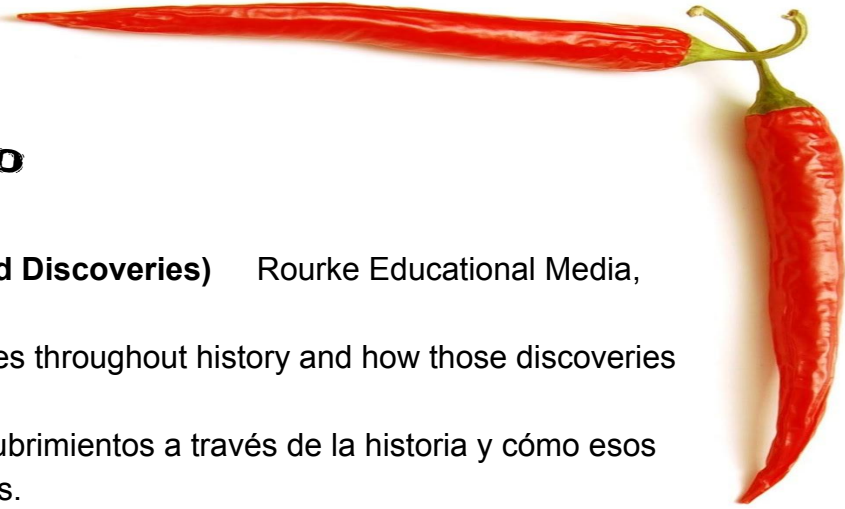 o
d Discoveries) Rourke Educational Media,
es throughout history and how those discoveries
ubrimientos a través de la historia y cómo esos
s.